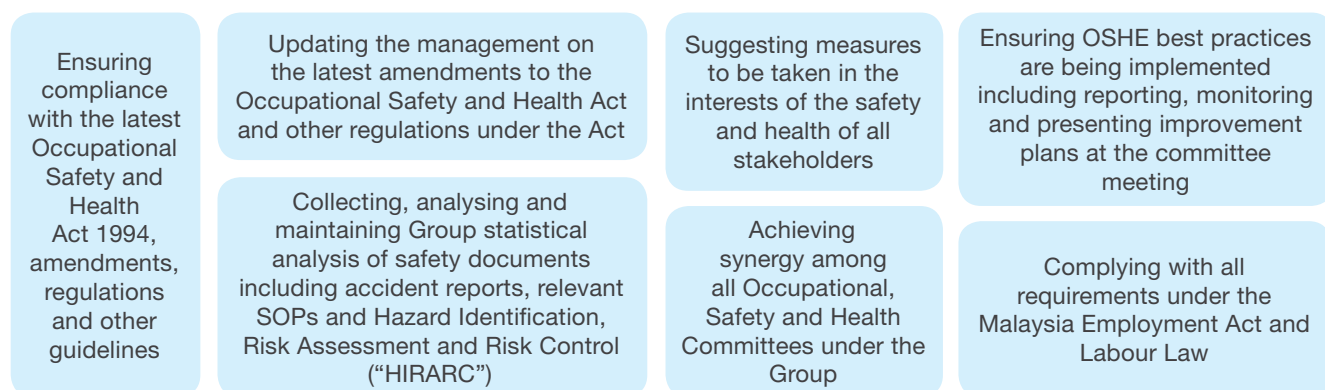 Ensuring
compliance
with the latest
Occupational
Safety and
Health
Act 1994,
amendments,
regulations
and other
guidelines
Updating the management on
the latest amendments to the
Occupational Safety and Health Act
and other regulations under the Act
Collecting, analysing and
maintaining Group statistical
analysis of safety documents
including accident reports, relevant
SOPs and Hazard Identification,
Risk Assessment and Risk Control
(“HIRARC”)
Suggesting measures
to be taken in the
interests of the safety
and health of all
stakeholders
Achieving
synergy among
all Occupational,
Safety and Health
Committees under the
Group
Ensuring OSHE best practices
are being implemented
including reporting, monitoring
and presenting improvement
plans at the committee
meeting
Complying with all
requirements under the
Malaysia Employment Act and
Labour Law